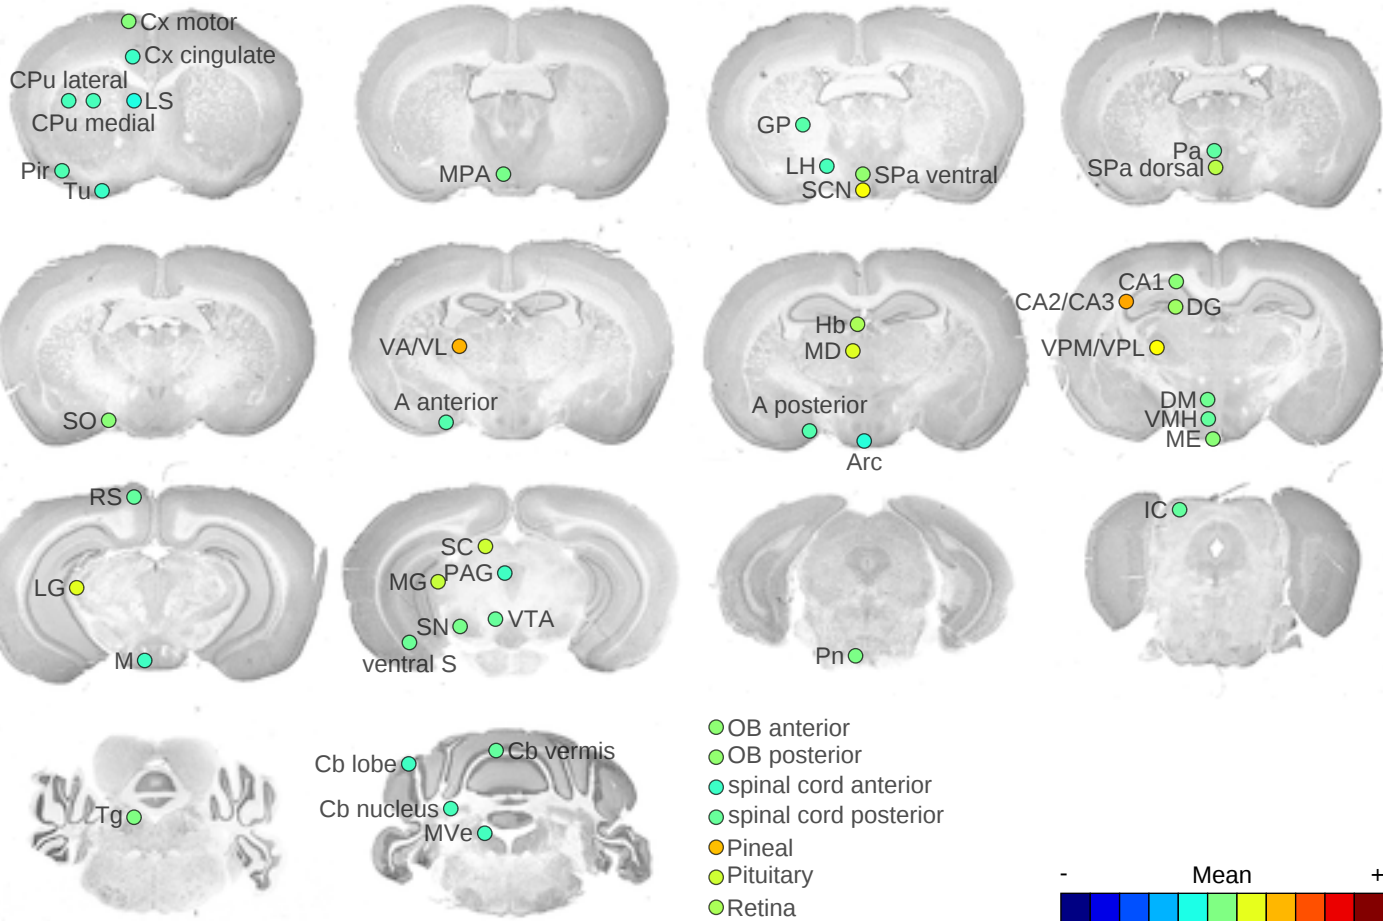 Cx motor
Cx cingulate
CPu lateral
LS
CPu medial
Pir
Tu
MPA
GP
LH
SPa ventral
SCN
Pa
SPa dorsal
SO
VA/VL
A anterior
Hb
MD
A posterior
Arc
CA1
CA2/CA3
DG
VPM/VPL
DM
VMH
ME
RS
LG
M
SC
PAG
MG
VTA
SN
ventral S
Pn
IC
Tg
Cb vermis
Cb lobe
Cb nucleus
MVe
OB anterior
OB posterior
spinal cord anterior
spinal cord posterior
Pineal
Pituitary
Retina
- Mean +